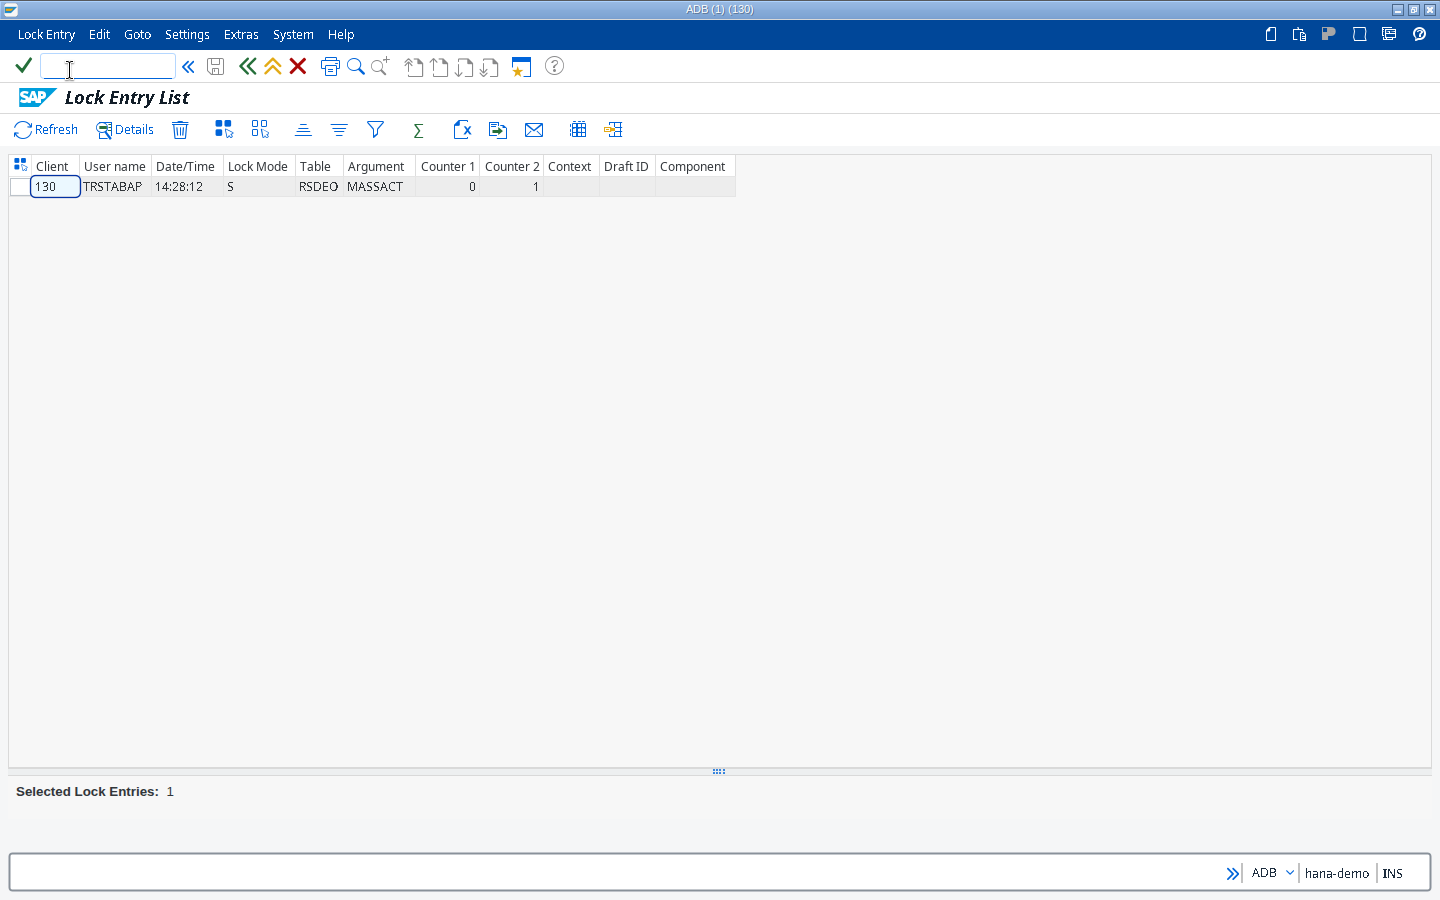 ADB (1) (130)
Lock Entry Edit Goto Settings Extras System Help
SAP Lock Entry List
Refresh Details
Client User name Date/Time Lock Mode Table Argument Counter 1 Counter 2 Context Draft ID Component
130 TRSTABAP 14:28:12 S RSDEO MASSACT 0 1
Selected Lock Entries: 1
ADB hana-demo INS